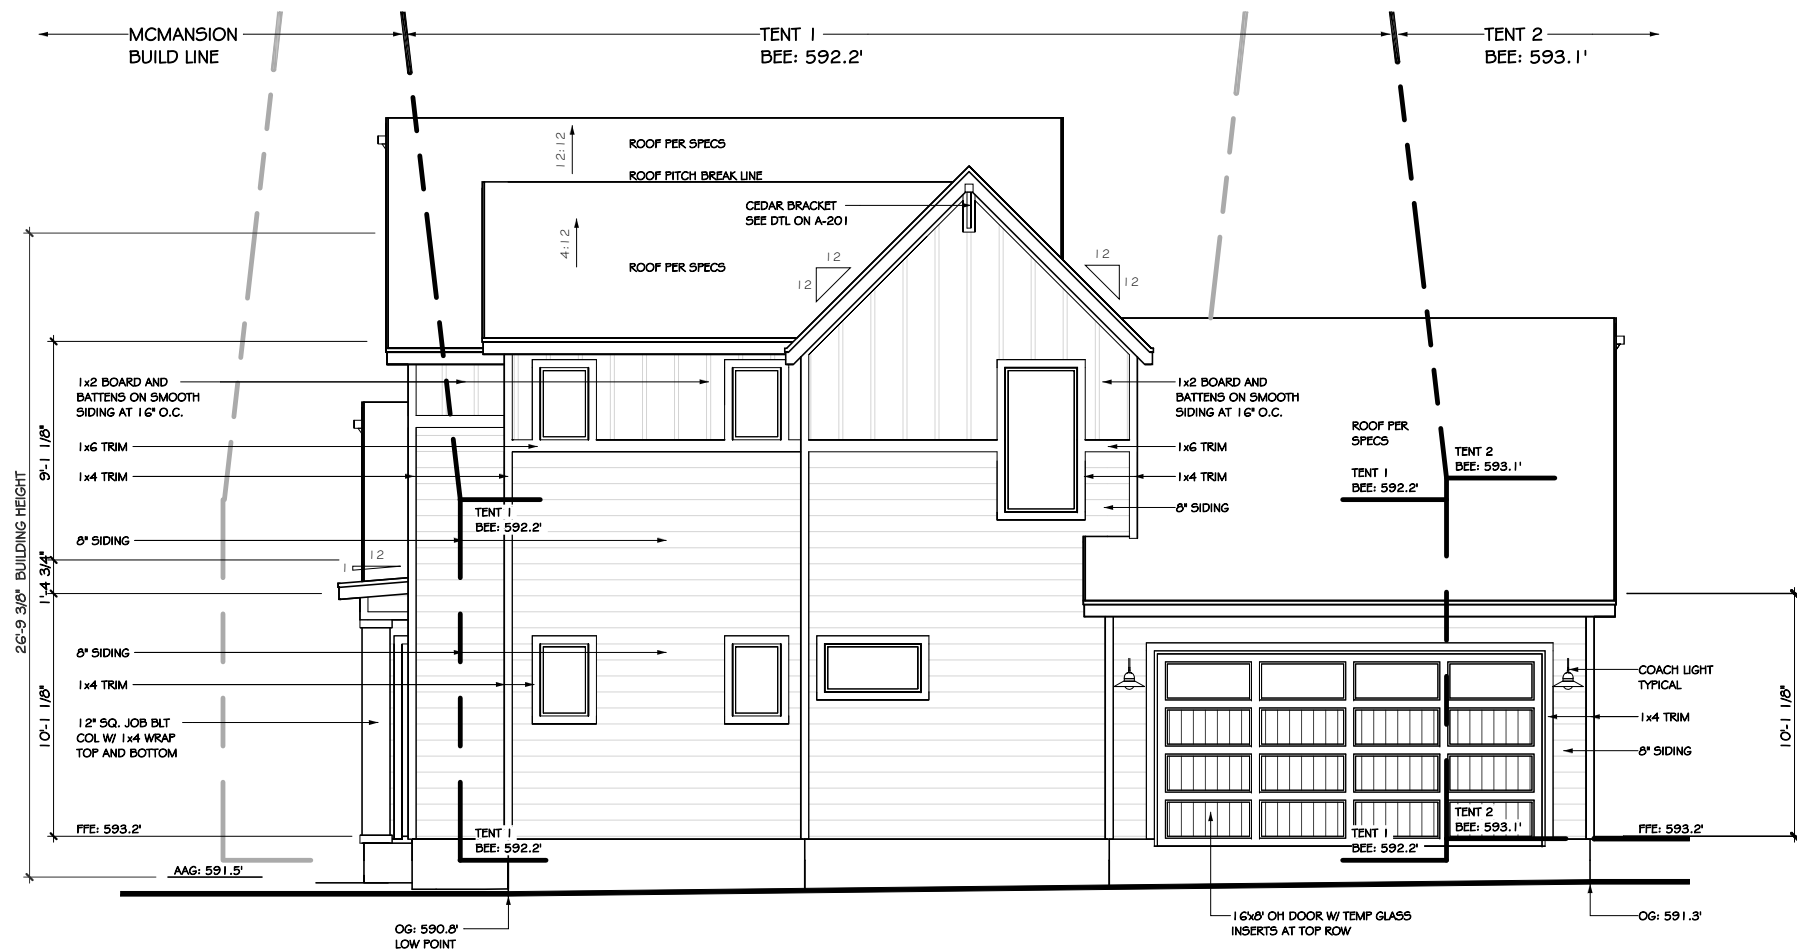 MCMANSION
BUILD LINE
TENT 1
BEE: 592.2'
TENT 2
BEE: 593.1'
12:12
ROOF PER SPECS
ROOF PITCH BREAK LINE
CEDAR BRACKET
SEE DTL ON A-201
4:12
ROOF PER SPECS
12
12
12
12
1x2 BOARD AND
BATTENS ON SMOOTH
SIDING AT 16" O.C.
1x6 TRIM
1x4 TRIM
8" SIDING
12
1
8" SIDING
1x4 TRIM
12" SQ. JOB BLT
COL W/ 1x4 WRAP
TOP AND BOTTOM
FFE: 593.2'
AAG: 591.5'
26'-9 3/8" BUILDING HEIGHT
9'-1 1/8"
1'-4 3/4"
10'-1 1/8"
TENT 1
BEE: 592.2'
TENT 1
BEE: 592.2'
1x2 BOARD AND
BATTENS ON SMOOTH
SIDING AT 16" O.C.
1x6 TRIM
1x4 TRIM
8" SIDING
ROOF PER
SPECS
TENT 2
BEE: 593.1'
TENT 1
BEE: 592.2'
COACH LIGHT
TYPICAL
1x4 TRIM
8" SIDING
10'-1 1/8"
TENT 2
BEE: 593.1'
TENT 1
BEE: 592.2'
FFE: 593.2'
OG: 590.8'
LOW POINT
16'x8' OH DOOR W/ TEMP GLASS
INSERTS AT TOP ROW
OG: 591.3'